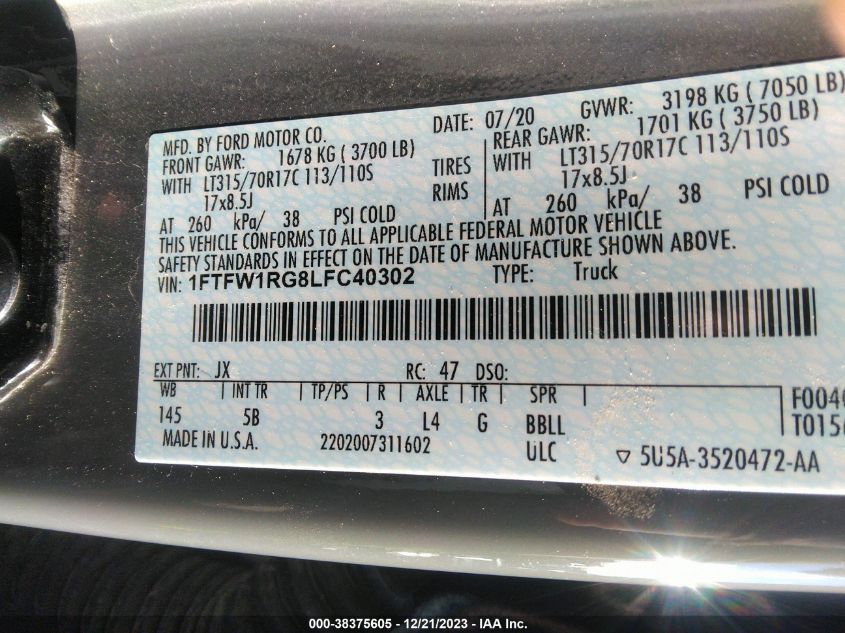 MFD. BY FORD MOTOR CO. DATE: 07/20 GVWR: 3198 KG ( 7050 LB)
FRONT GAWR: 1678 KG ( 3700 LB) REAR GAWR: 1701 KG ( 3750 LB)
WITH LT315/70R17C 113/110S TIRES WITH LT315/70R17C 113/110S
17x8.5J RIMS 17x8.5J
AT 260 kPa/ 38 PSI COLD AT 260 kPa/ 38 PSI COLD
THIS VEHICLE CONFORMS TO ALL APPLICABLE FEDERAL MOTOR VEHICLE
SAFETY STANDARDS IN EFFECT ON THE DATE OF MANUFACTURE SHOWN ABOVE.
VIN: 1FTFW1RG8LFC40302 TYPE: Truck
EXT PNT: JX RC: 47 DSO:
WB | INT TR | TP/PS | R | AXLE | TR | SPR
145 5B 3 L4 G BBLL
MADE IN U.S.A. 2202007311602 ULC ▽ 5U5A-3520472-AA
000-38375605 - 12/21/2023 - IAA Inc.